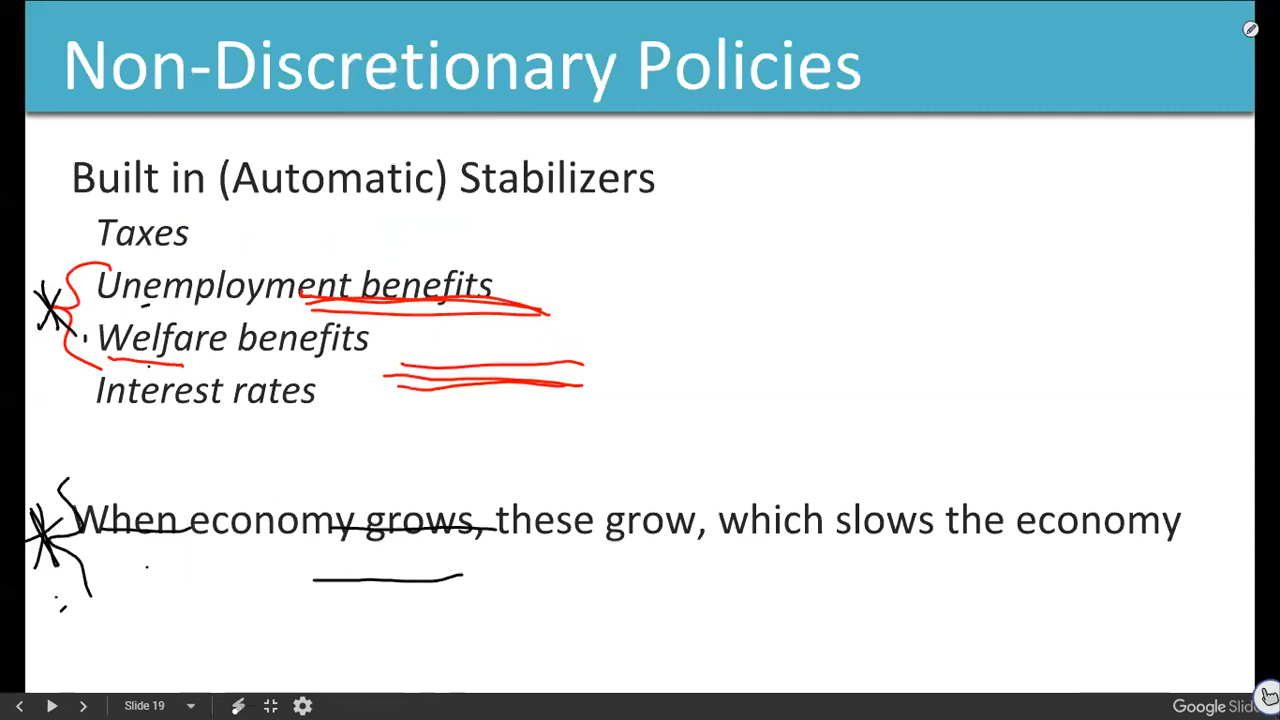 Non-Discretionary Policies
Built in (Automatic) Stabilizers
Taxes
Unemployment benefits
Welfare benefits
Interest rates
When economy grows, these grow, which slows the economy
Slide 19
Google Slid